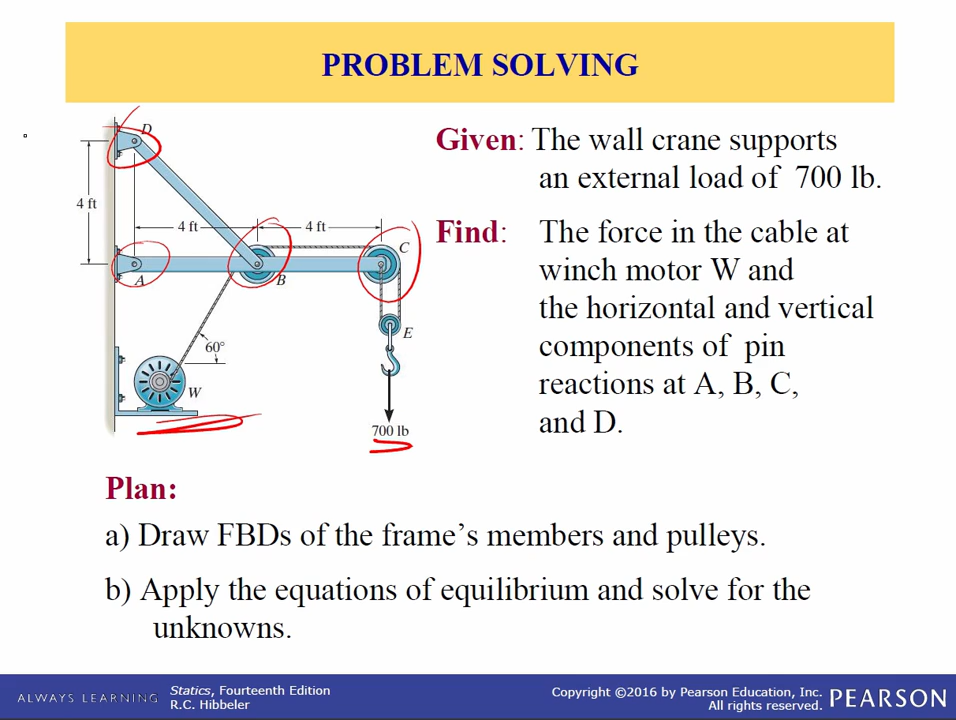 PROBLEM SOLVING
D
4 ft
4 ft
4 ft
C
A
B
E
60°
W
700 lb
Given: The wall crane supports
an external load of 700 lb.
Find: The force in the cable at
winch motor W and
the horizontal and vertical
components of pin
reactions at A, B, C,
and D.
Plan:
a) Draw FBDs of the frame’s members and pulleys.
b) Apply the equations of equilibrium and solve for the
unknowns.
ALWAYS LEARNING
Statics, Fourteenth Edition
R.C. Hibbeler
Copyright ©2016 by Pearson Education, Inc.
All rights reserved.
PEARSON